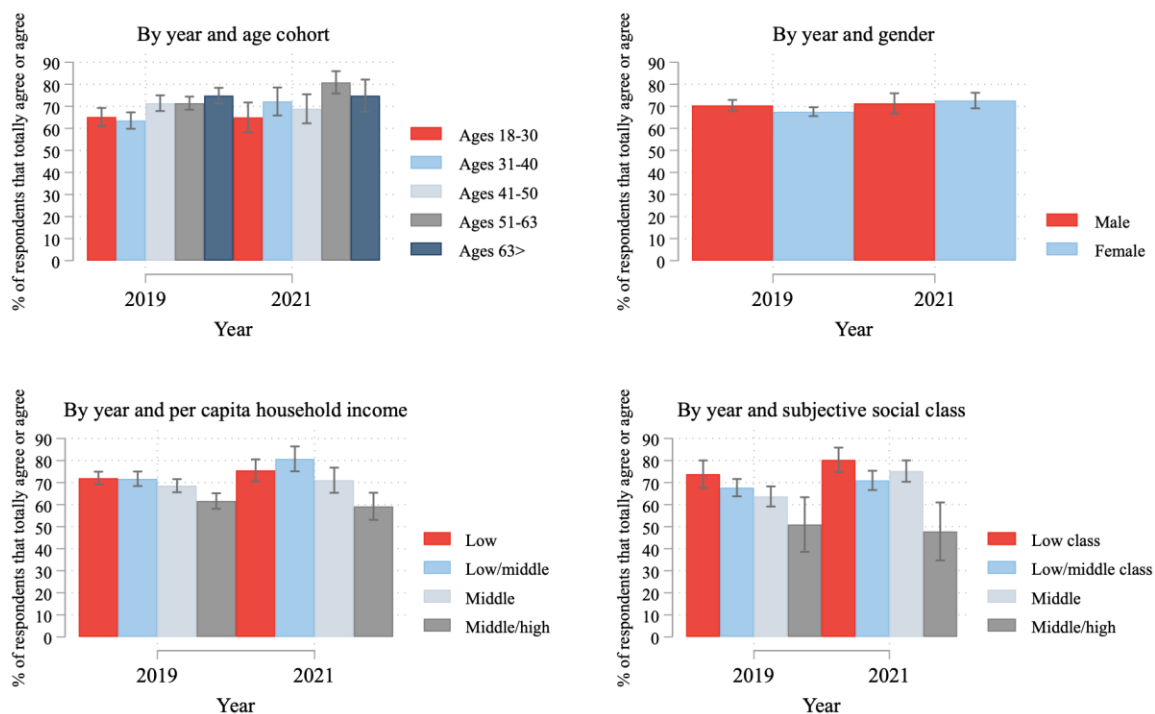 By year and age cohort
% of respondents that totally agree or agree
90
80
70
60
50
40
30
20
10
0
2019
2021
Year
Ages 18-30
Ages 31-40
Ages 41-50
Ages 51-63
Ages 63>
By year and gender
% of respondents that totally agree or agree
90
80
70
60
50
40
30
20
10
0
2019
2021
Year
Male
Female
By year and per capita household income
% of respondents that totally agree or agree
90
80
70
60
50
40
30
20
10
0
2019
2021
Year
Low
Low/middle
Middle
Middle/high
By year and subjective social class
% of respondents that totally agree or agree
90
80
70
60
50
40
30
20
10
0
2019
2021
Year
Low class
Low/middle class
Middle
Middle/high